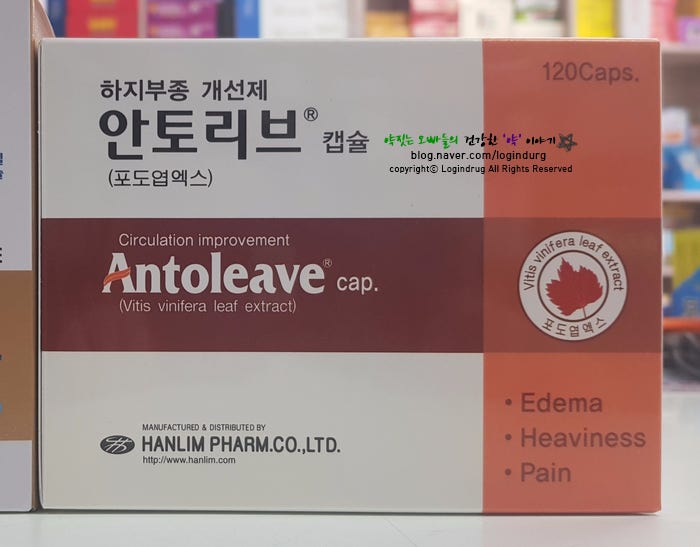 120Caps.
하지부종 개선제
안토리브® 캡슐
(포도엽엑스)
약짓는 오빠들의 건강한 '약' 이야기
blog.naver.com/logindurg
copyright© Logindrug All Rights Reserved
Circulation improvement
Antoleave® cap.
(Vitis vinifera leaf extract)
Vitis vinifera leaf extract
포도엽엑스
• Edema
• Heaviness
• Pain
MANUFACTURED & DISTRIBUTED BY
HANLIM PHARM.CO.,LTD.
http://www.hanlim.com